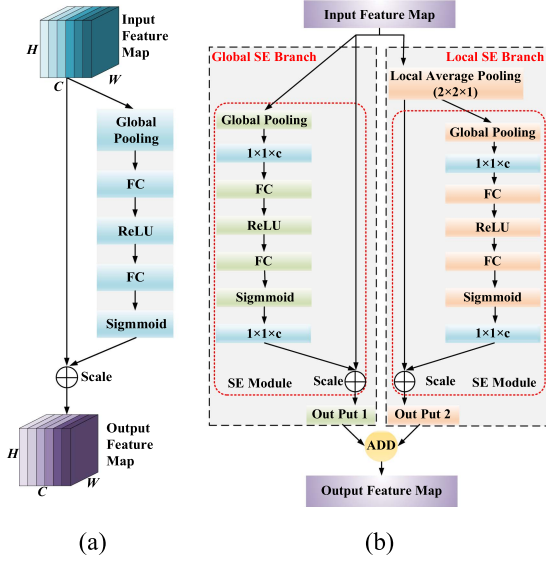 Input
Feature
Map
H
W
C
Global
Pooling
FC
ReLU
FC
Sigmmoid
Scale
Output
Feature
Map
H
W
C
(a)
Input Feature Map
Global SE Branch
Global Pooling
1×1×c
FC
ReLU
FC
Sigmmoid
1×1×c
SE Module
Scale
Out Put 1
Local SE Branch
Local Average Pooling
(2×2×1)
Global Pooling
1×1×c
FC
ReLU
FC
Sigmmoid
1×1×c
Scale
SE Module
Out Put 2
ADD
Output Feature Map
(b)